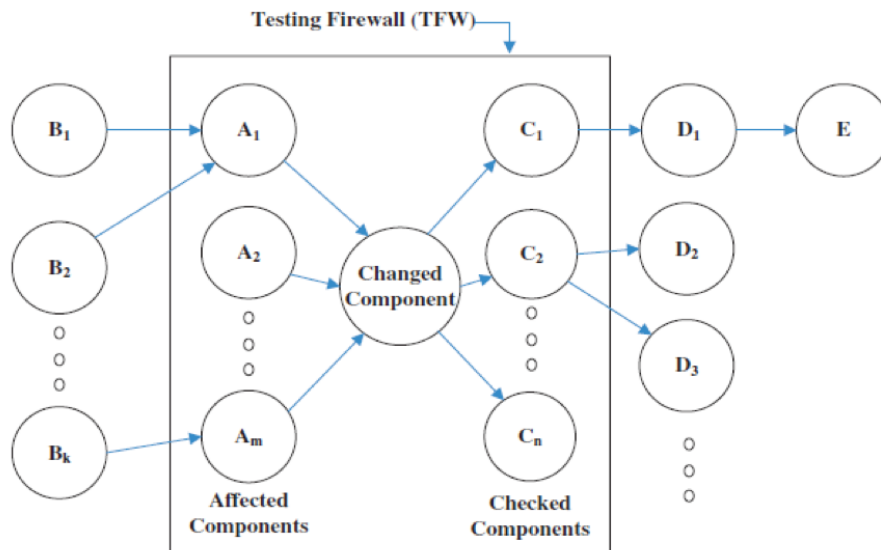 Testing Firewall (TFW)
B₁
A₁
C₁
D₁
E
B₂
A₂
Changed
Component
C₂
D₂
D₃
Bₖ
Aₘ
Cₙ
Affected
Components
Checked
Components